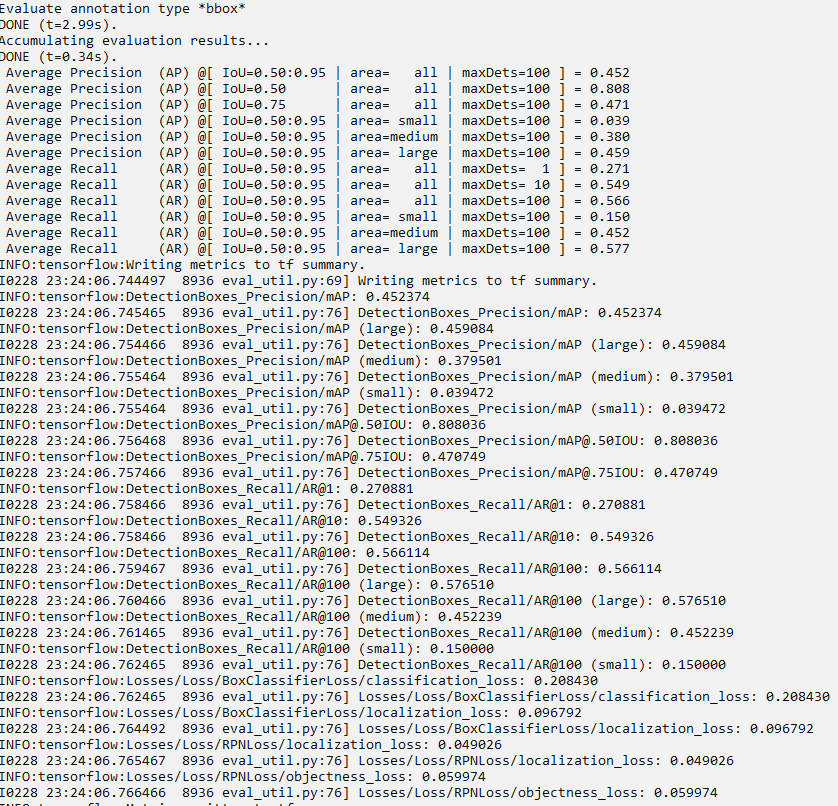 Evaluate annotation type *bbox*
DONE (t=2.99s).
Accumulating evaluation results...
DONE (t=0.34s).
Average Precision  (AP) @[ IoU=0.50:0.95 | area=   all | maxDets=100 ] = 0.452
Average Precision  (AP) @[ IoU=0.50      | area=   all | maxDets=100 ] = 0.808
Average Precision  (AP) @[ IoU=0.75      | area=   all | maxDets=100 ] = 0.471
Average Precision  (AP) @[ IoU=0.50:0.95 | area= small | maxDets=100 ] = 0.039
Average Precision  (AP) @[ IoU=0.50:0.95 | area=medium | maxDets=100 ] = 0.380
Average Precision  (AP) @[ IoU=0.50:0.95 | area= large | maxDets=100 ] = 0.459
Average Recall     (AR) @[ IoU=0.50:0.95 | area=   all | maxDets=  1 ] = 0.271
Average Recall     (AR) @[ IoU=0.50:0.95 | area=   all | maxDets= 10 ] = 0.549
Average Recall     (AR) @[ IoU=0.50:0.95 | area=   all | maxDets=100 ] = 0.566
Average Recall     (AR) @[ IoU=0.50:0.95 | area= small | maxDets=100 ] = 0.150
Average Recall     (AR) @[ IoU=0.50:0.95 | area=medium | maxDets=100 ] = 0.452
Average Recall     (AR) @[ IoU=0.50:0.95 | area= large | maxDets=100 ] = 0.577
INFO:tensorflow:Writing metrics to tf summary.
I0228 23:24:06.744497  8936 eval_util.py:69] Writing metrics to tf summary.
INFO:tensorflow:DetectionBoxes_Precision/mAP: 0.452374
I0228 23:24:06.745465  8936 eval_util.py:76] DetectionBoxes_Precision/mAP: 0.452374
INFO:tensorflow:DetectionBoxes_Precision/mAP (large): 0.459084
I0228 23:24:06.754466  8936 eval_util.py:76] DetectionBoxes_Precision/mAP (large): 0.459084
INFO:tensorflow:DetectionBoxes_Precision/mAP (medium): 0.379501
I0228 23:24:06.755464  8936 eval_util.py:76] DetectionBoxes_Precision/mAP (medium): 0.379501
INFO:tensorflow:DetectionBoxes_Precision/mAP (small): 0.039472
I0228 23:24:06.755464  8936 eval_util.py:76] DetectionBoxes_Precision/mAP (small): 0.039472
INFO:tensorflow:DetectionBoxes_Precision/mAP@.50IOU: 0.808036
I0228 23:24:06.756468  8936 eval_util.py:76] DetectionBoxes_Precision/mAP@.50IOU: 0.808036
INFO:tensorflow:DetectionBoxes_Precision/mAP@.75IOU: 0.470749
I0228 23:24:06.757466  8936 eval_util.py:76] DetectionBoxes_Precision/mAP@.75IOU: 0.470749
INFO:tensorflow:DetectionBoxes_Recall/AR@1: 0.270881
I0228 23:24:06.758466  8936 eval_util.py:76] DetectionBoxes_Recall/AR@1: 0.270881
INFO:tensorflow:DetectionBoxes_Recall/AR@10: 0.549326
I0228 23:24:06.758466  8936 eval_util.py:76] DetectionBoxes_Recall/AR@10: 0.549326
INFO:tensorflow:DetectionBoxes_Recall/AR@100: 0.566114
I0228 23:24:06.759467  8936 eval_util.py:76] DetectionBoxes_Recall/AR@100: 0.566114
INFO:tensorflow:DetectionBoxes_Recall/AR@100 (large): 0.576510
I0228 23:24:06.760466  8936 eval_util.py:76] DetectionBoxes_Recall/AR@100 (large): 0.576510
INFO:tensorflow:DetectionBoxes_Recall/AR@100 (medium): 0.452239
I0228 23:24:06.761465  8936 eval_util.py:76] DetectionBoxes_Recall/AR@100 (medium): 0.452239
INFO:tensorflow:DetectionBoxes_Recall/AR@100 (small): 0.150000
I0228 23:24:06.762465  8936 eval_util.py:76] DetectionBoxes_Recall/AR@100 (small): 0.150000
INFO:tensorflow:Losses/Loss/BoxClassifierLoss/classification_loss: 0.208430
I0228 23:24:06.762465  8936 eval_util.py:76] Losses/Loss/BoxClassifierLoss/classification_loss: 0.208430
INFO:tensorflow:Losses/Loss/BoxClassifierLoss/localization_loss: 0.096792
I0228 23:24:06.764492  8936 eval_util.py:76] Losses/Loss/BoxClassifierLoss/localization_loss: 0.096792
INFO:tensorflow:Losses/Loss/RPNLoss/localization_loss: 0.049026
I0228 23:24:06.765467  8936 eval_util.py:76] Losses/Loss/RPNLoss/localization_loss: 0.049026
INFO:tensorflow:Losses/Loss/RPNLoss/objectness_loss: 0.059974
I0228 23:24:06.766466  8936 eval_util.py:76] Losses/Loss/RPNLoss/objectness_loss: 0.059974